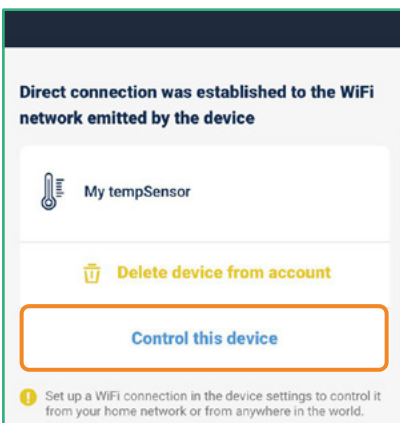 Direct connection was established to the WiFi
network emitted by the device
My tempSensor
Delete device from account
Control this device
Set up a WiFi connection in the device settings to control it
from your home network or from anywhere in the world.